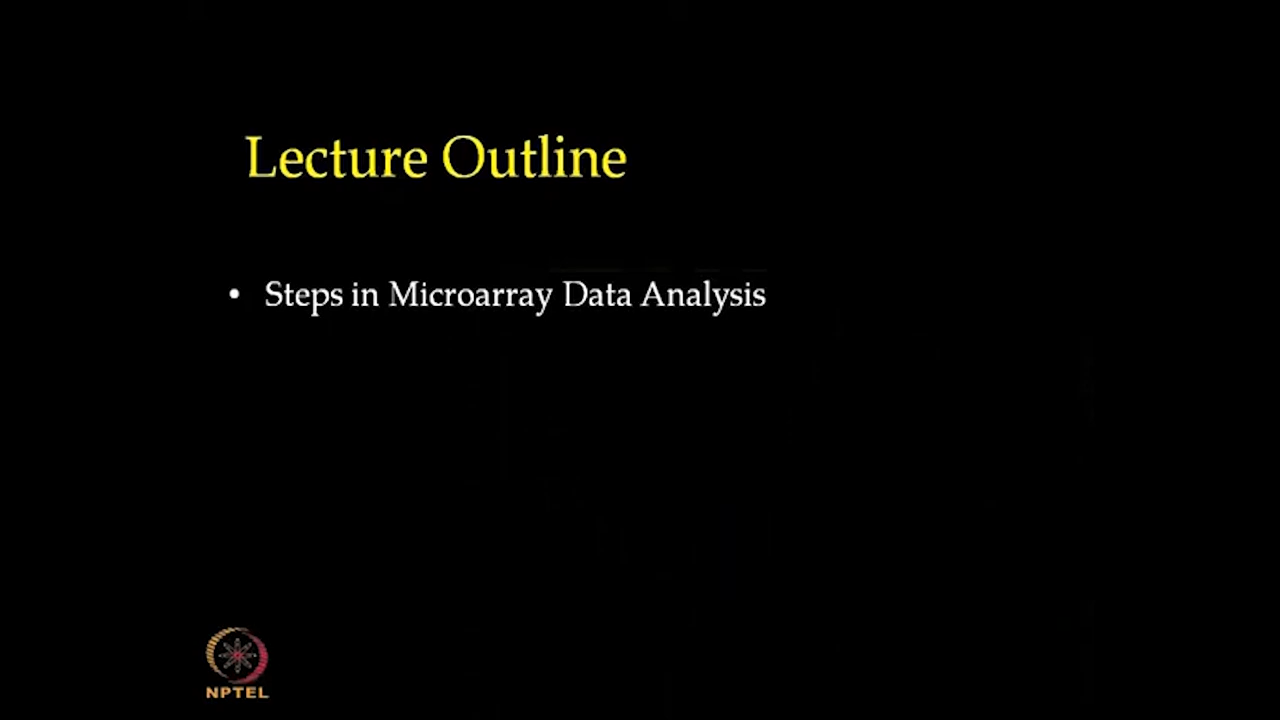 Lecture Outline
• Steps in Microarray Data Analysis
NPTEL